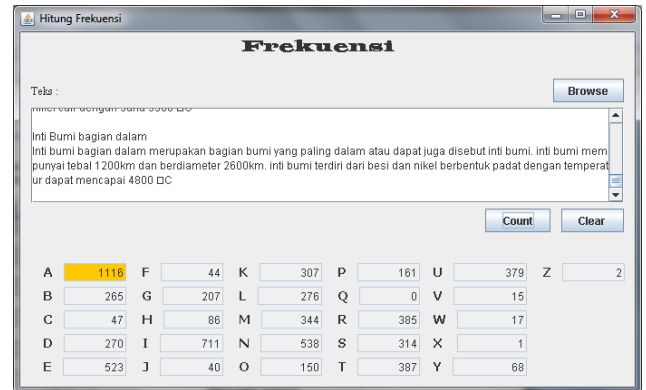 Hitung Frekuensi
Frekuensi
Teks :
Browse
Inti Bumi bagian dalam
Inti bumi bagian dalam merupakan bagian bumi yang paling dalam atau dapat juga disebut inti bumi. inti bumi mem
punyai tebal 1200km dan berdiameter 2600km. inti bumi terdiri dari besi dan nikel berbentuk padat dengan temperat
ur dapat mencapai 4800 □C
Count Clear
A 1116 F 44 K 307 P 161 U 379 Z 2
B 265 G 207 L 276 Q 0 V 15
C 47 H 86 M 344 R 385 W 17
D 270 I 711 N 538 S 314 X 1
E 523 J 40 O 150 T 387 Y 68